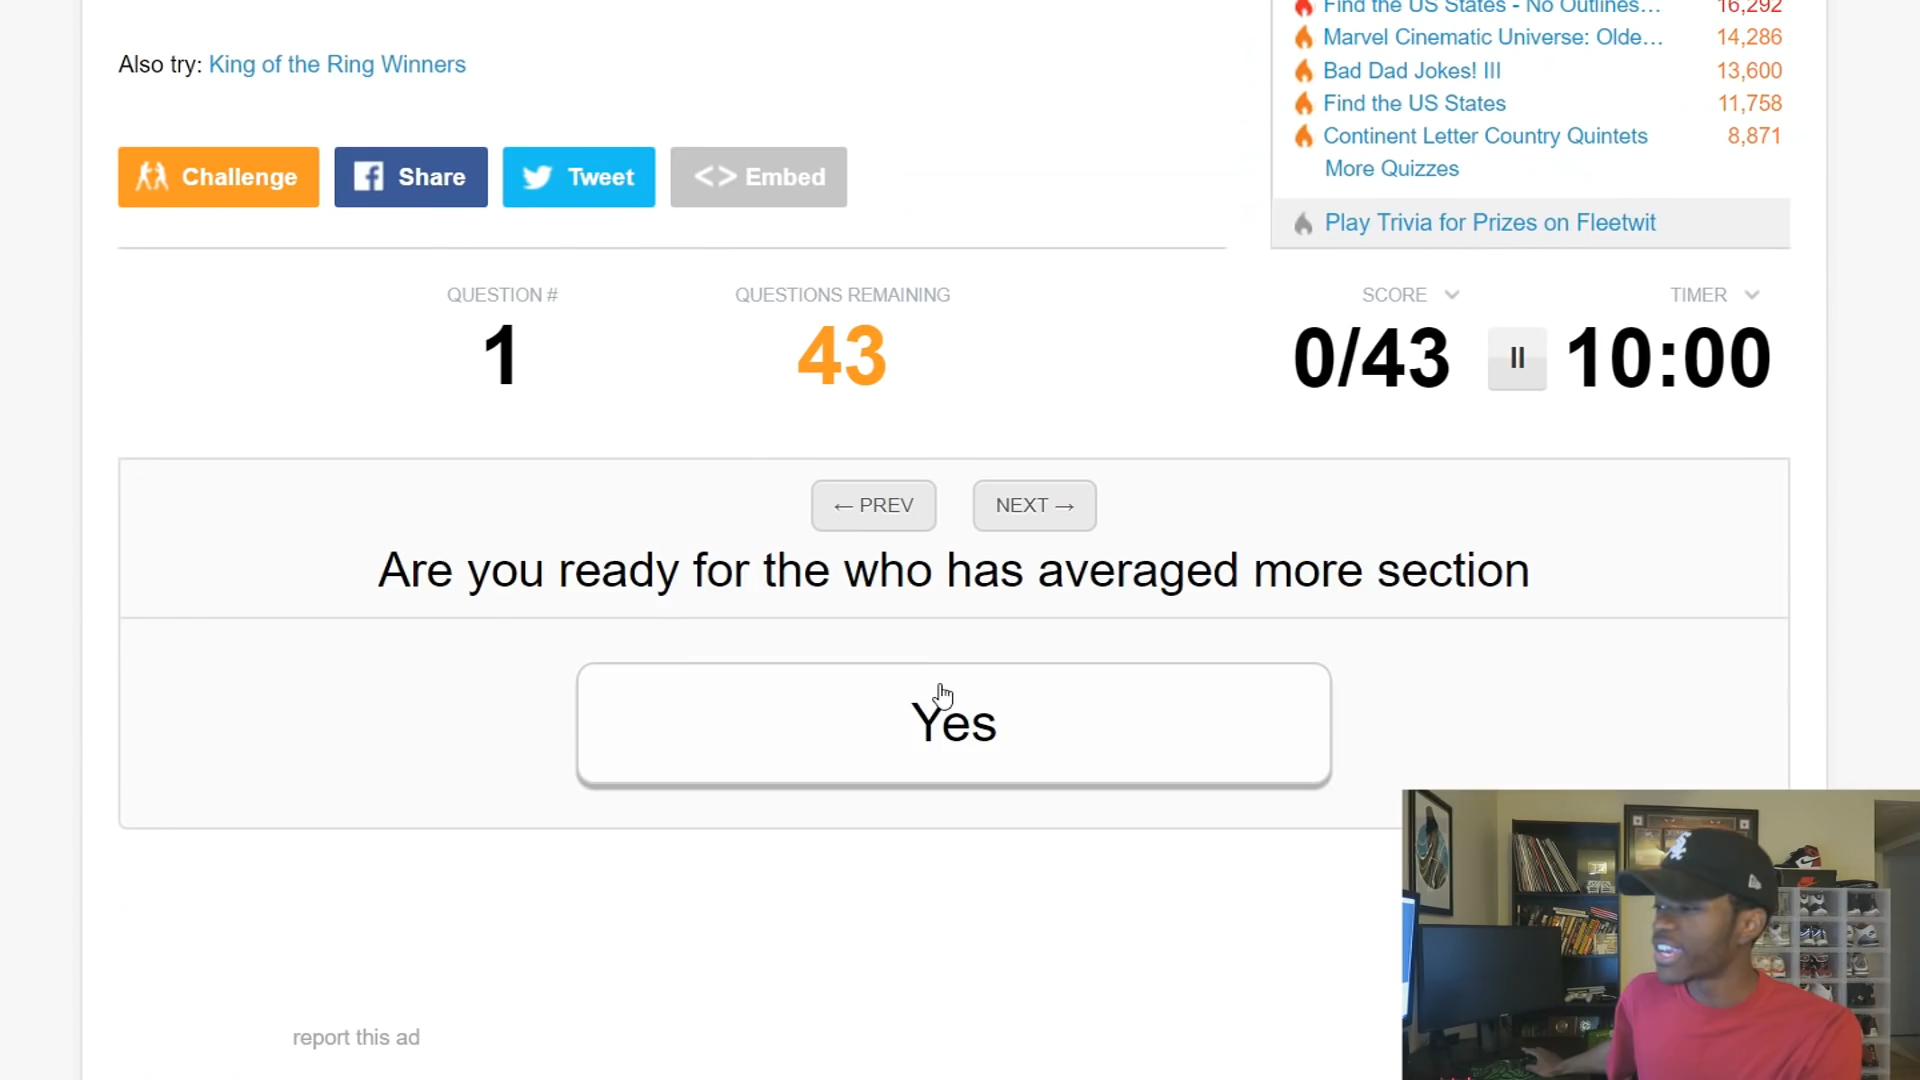 Find the US States - No Outlines... 16,292
Also try: King of the Ring Winners
Marvel Cinematic Universe: Olde... 14,286
Bad Dad Jokes! III 13,600
Find the US States 11,758
Continent Letter Country Quintets 8,871
More Quizzes
Challenge Share Tweet <> Embed
Play Trivia for Prizes on Fleetwit
QUESTION # QUESTIONS REMAINING SCORE TIMER
1 43 0/43 10:00
← PREV NEXT →
Are you ready for the who has averaged more section
Yes
report this ad